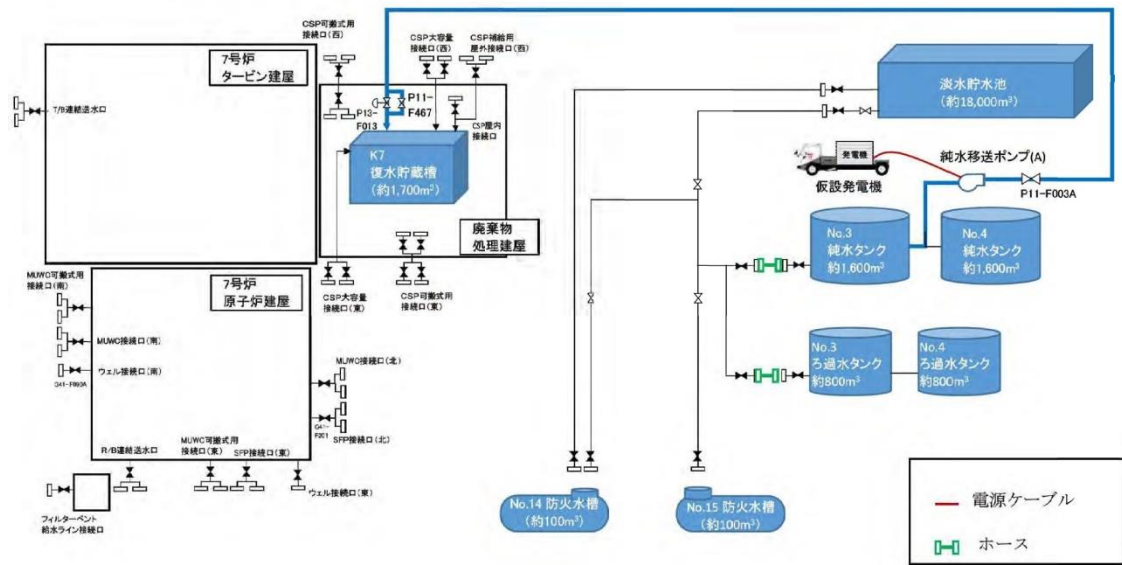 CSP可搬式用
接続口(西)
CSP大容量
接続口(西)
CSP補給用
屋外接続口(西)
7号炉
タービン建屋
T/B連結送水口
P13-
F013
P11-
F467
CSP屋内
接続口
K7
復水貯蔵槽
(約1,700m³)
廃棄物
処理建屋
CSP大容量
接続口(東)
CSP可搬式用
接続口(東)
淡水貯水池
(約18,000m³)
発電機
仮設発電機
純水移送ポンプ(A)
P11-F003A
No.3
純水タンク
約1,600m³
No.4
純水タンク
約1,600m³
No.3
ろ過水タンク
約800m³
No.4
ろ過水タンク
約800m³
MUWC可搬式用
接続口(南)
7号炉
原子炉建屋
MUWC接続口(南)
ウェル接続口(南)
MUWC接続口(北)
G41-
F201
SFP接続口(北)
R/B連結送水口
MUWC可搬式用
接続口(東)
SFP接続口(東)
ウェル接続口(東)
フィルターベント
給水ライン接続口
No.14 防火水槽
(約100m³)
No.15 防火水槽
(約100m³)
電源ケーブル
ホース